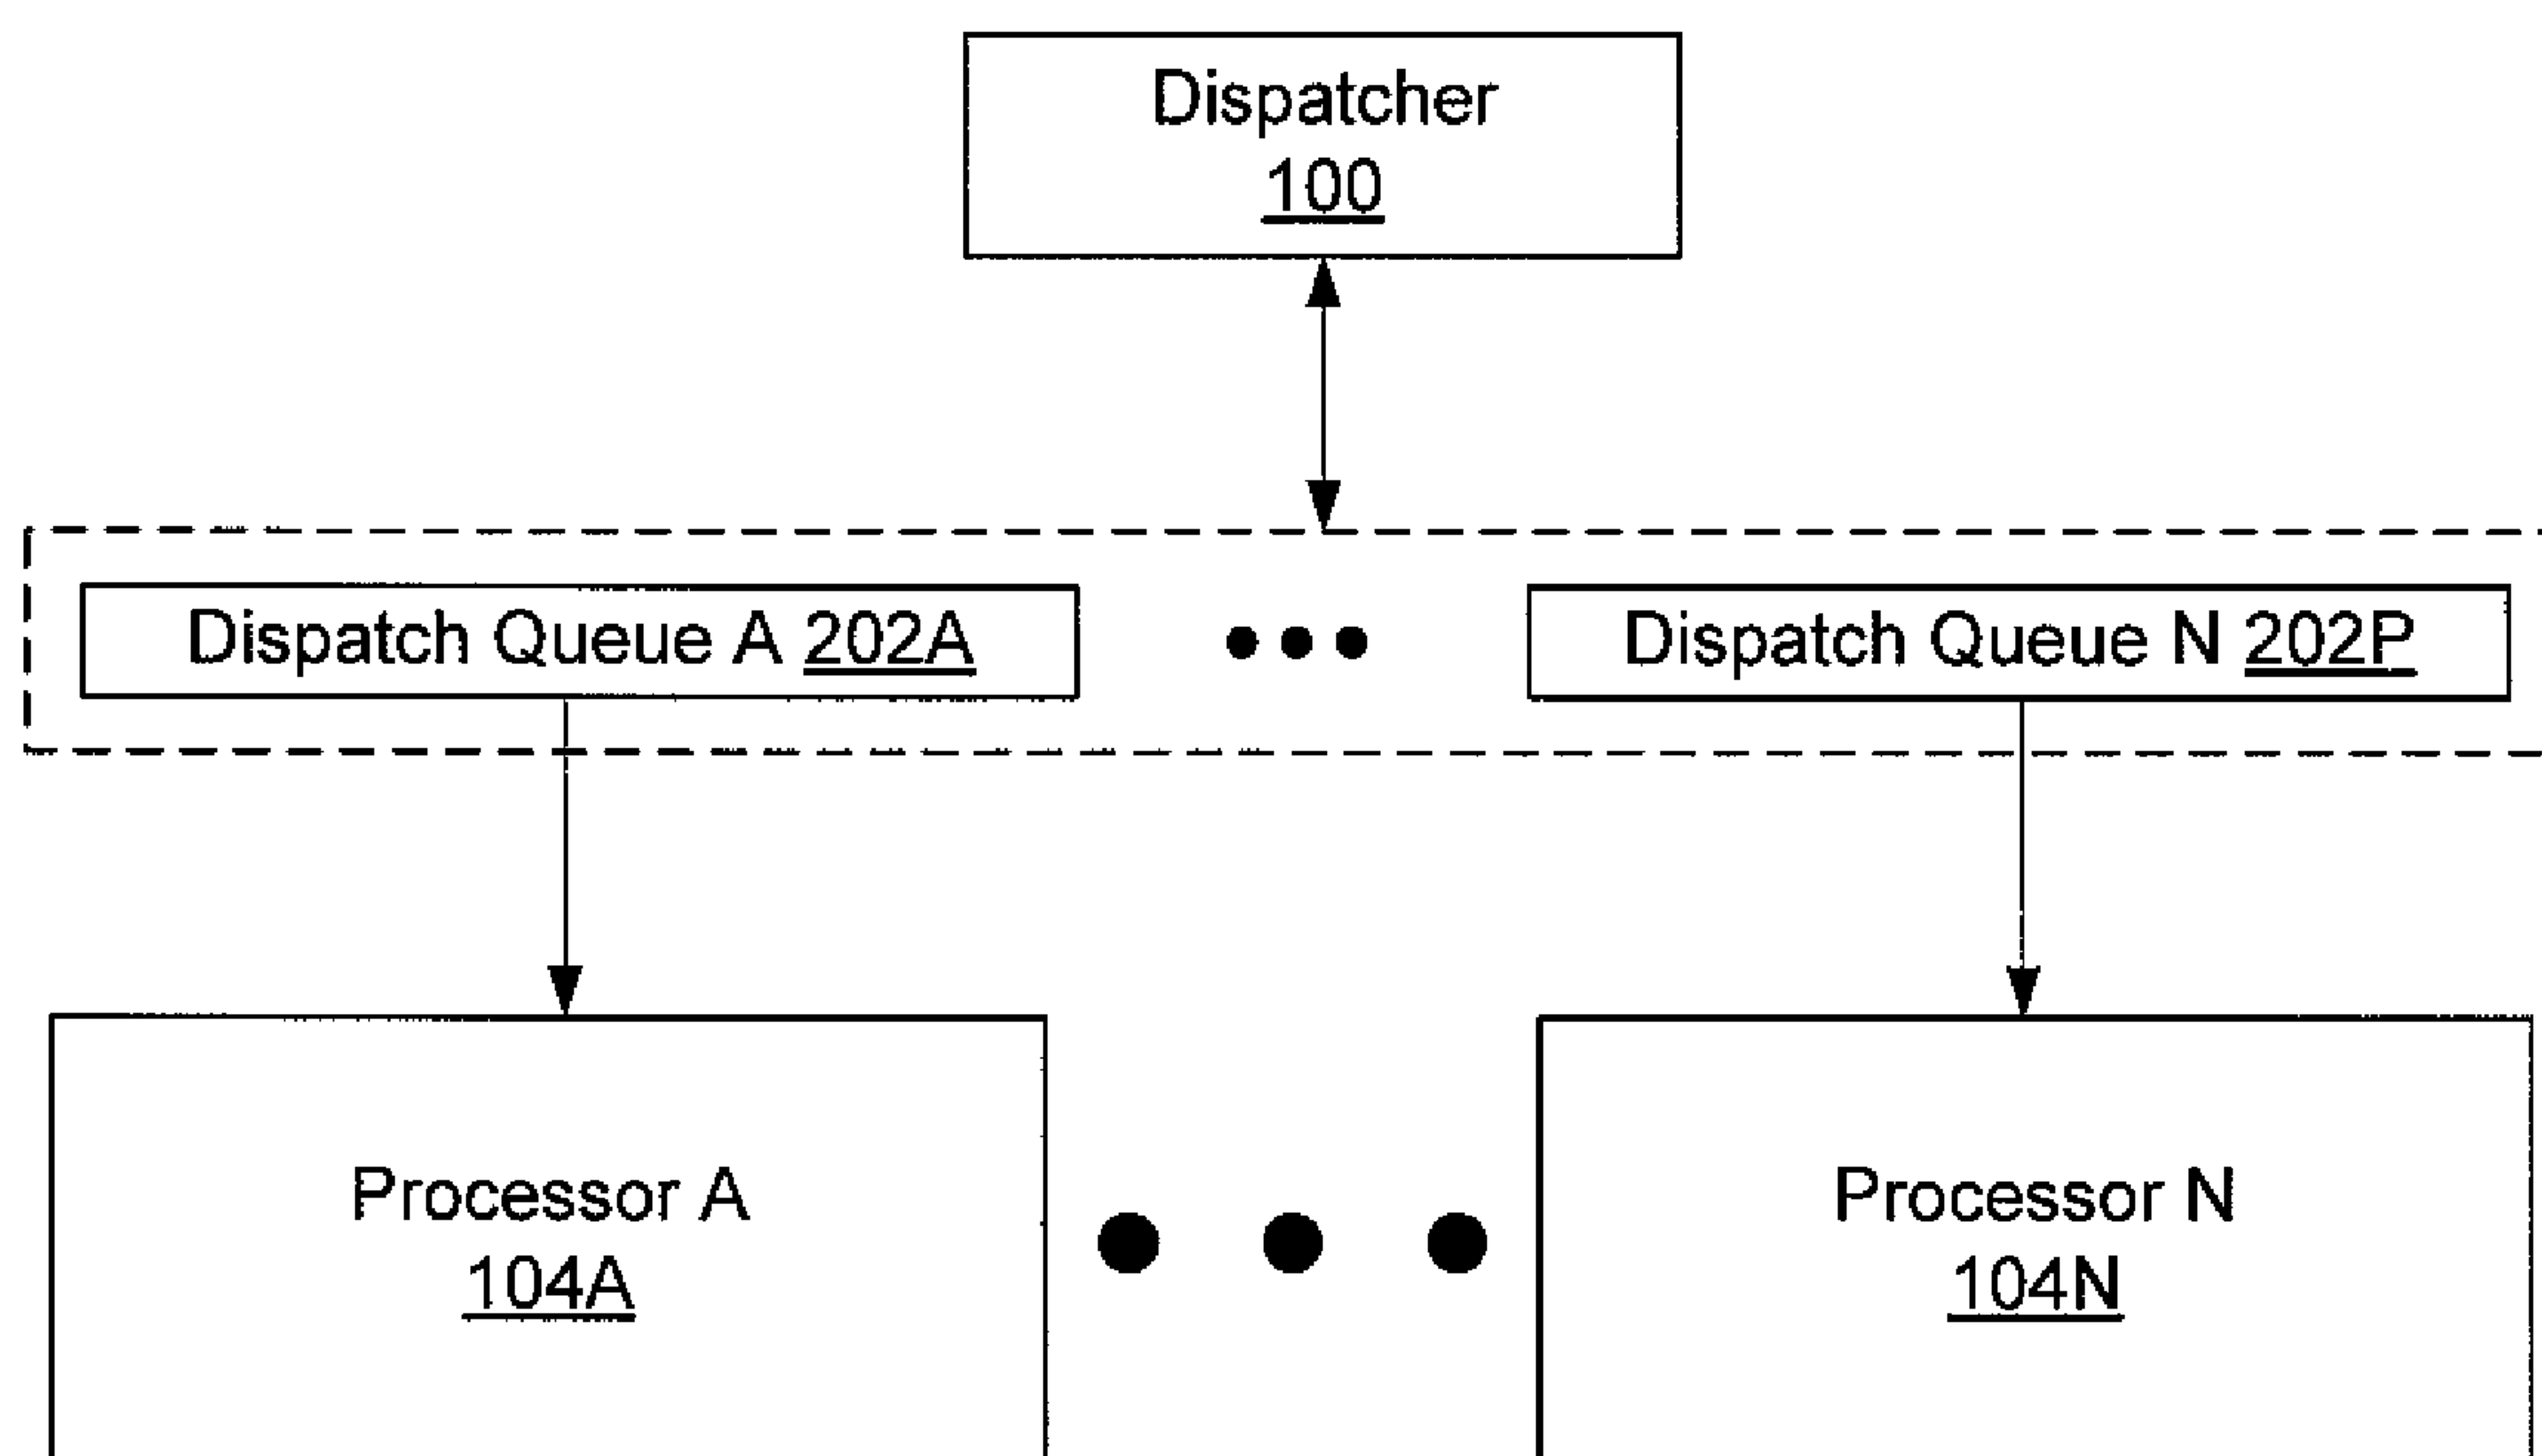 Dispatcher
100
Dispatch Queue A 202A
Dispatch Queue N 202P
Processor A
104A
Processor N
104N